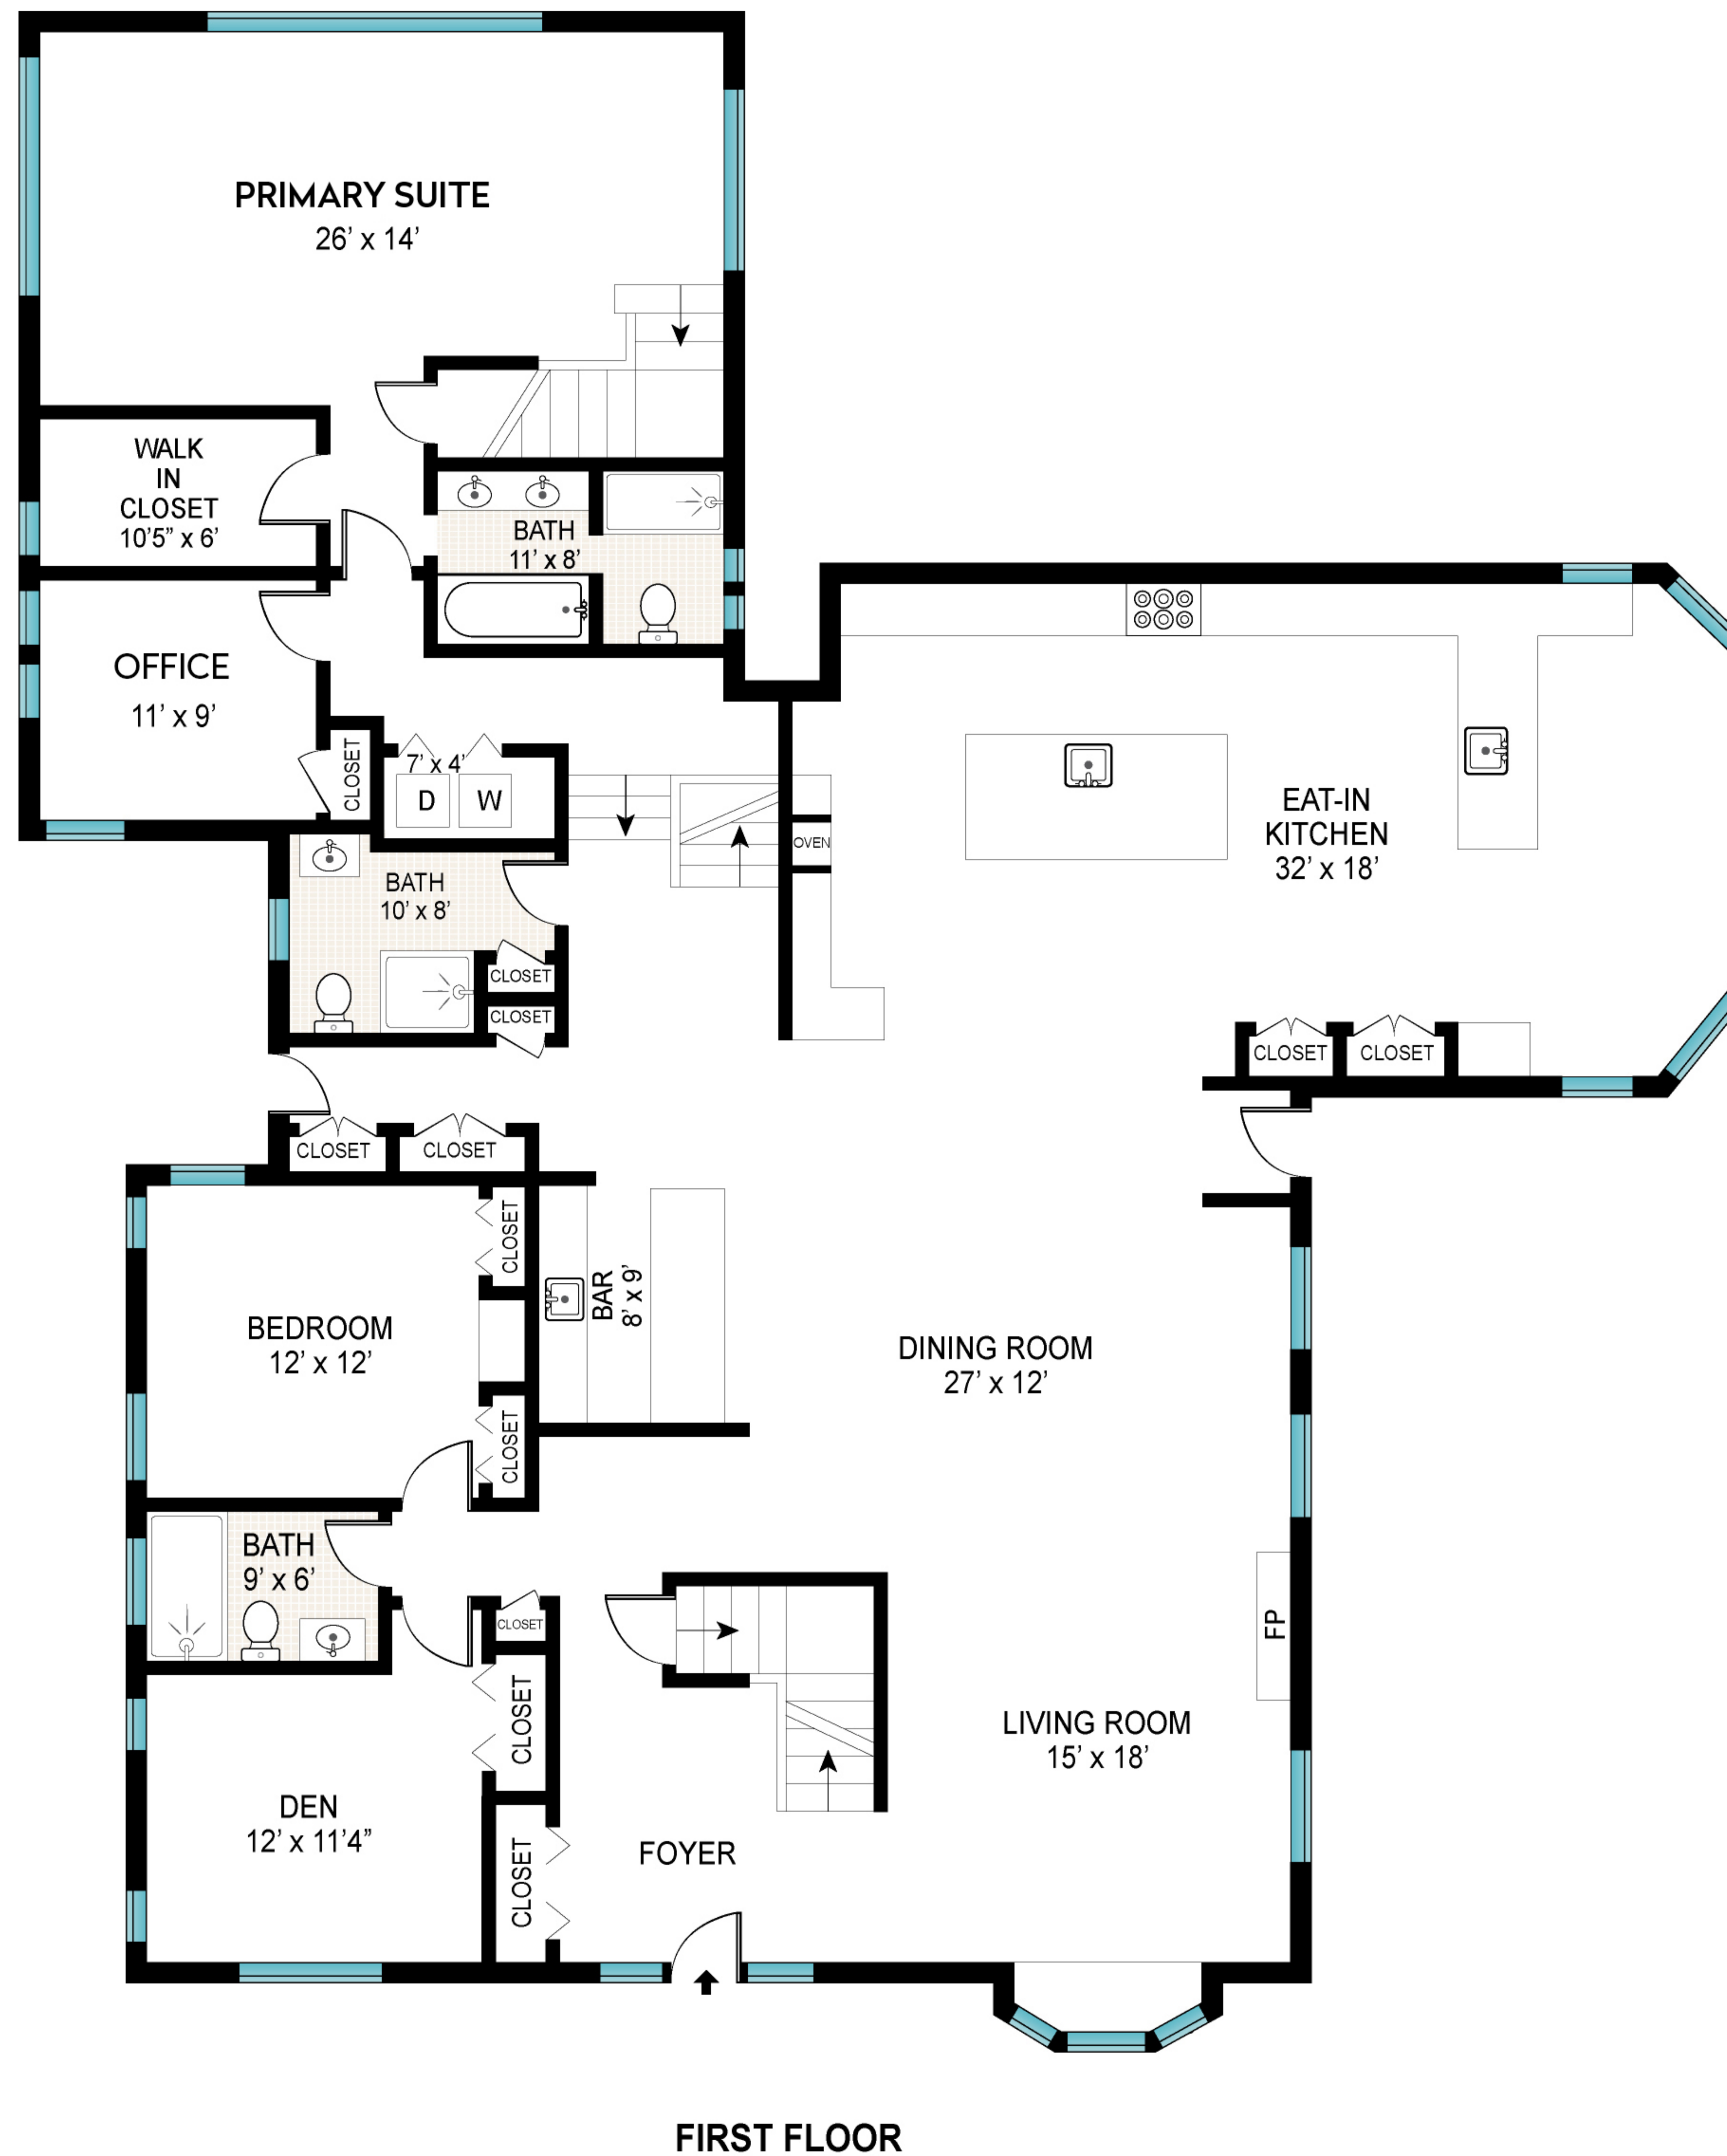 PRIMARY SUITE
26’ x 14’
WALK
IN
CLOSET
10’5” x 6’
BATH
11’ x 8’
OFFICE
11’ x 9’
CLOSET
7’ x 4’
D
W
OVEN
EAT-IN
KITCHEN
32’ x 18’
BATH
10’ x 8’
CLOSET
CLOSET
CLOSET
CLOSET
CLOSET
CLOSET
CLOSET
BAR
8’ x 9’
BEDROOM
12’ x 12’
DINING ROOM
27’ x 12’
CLOSET
BATH
9’ x 6’
CLOSET
FP
CLOSET
LIVING ROOM
15’ x 18’
DEN
12’ x 11’4”
CLOSET
FOYER
FIRST FLOOR